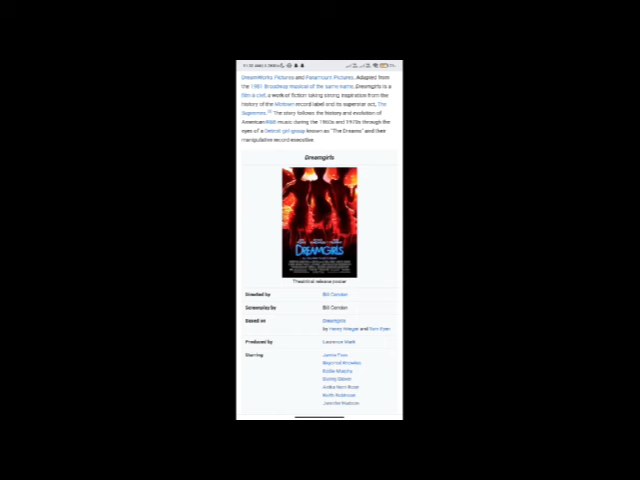 DreamWorks Pictures and Paramount Pictures. Adapted from
the 1981 Broadway musical of the same name, Dreamgirls is a
film à clef, a work of fiction taking strong inspiration from the
history of the Motown record label and its superstar act, The
Supremes. The story follows the history and evolution of
American R&B music during the 1960s and 1970s through the
eyes of a Detroit girl group known as "The Dreams" and their
manipulative record executive.
Dreamgirls
DREAMGIRLS
Theatrical release poster
Directed by Bill Condon
Screenplay by Bill Condon
Based on Dreamgirls
by Henry Krieger and Tom Eyen
Produced by Laurence Mark
Starring Jamie Foxx
Beyoncé Knowles
Eddie Murphy
Danny Glover
Anika Noni Rose
Keith Robinson
Jennifer Hudson